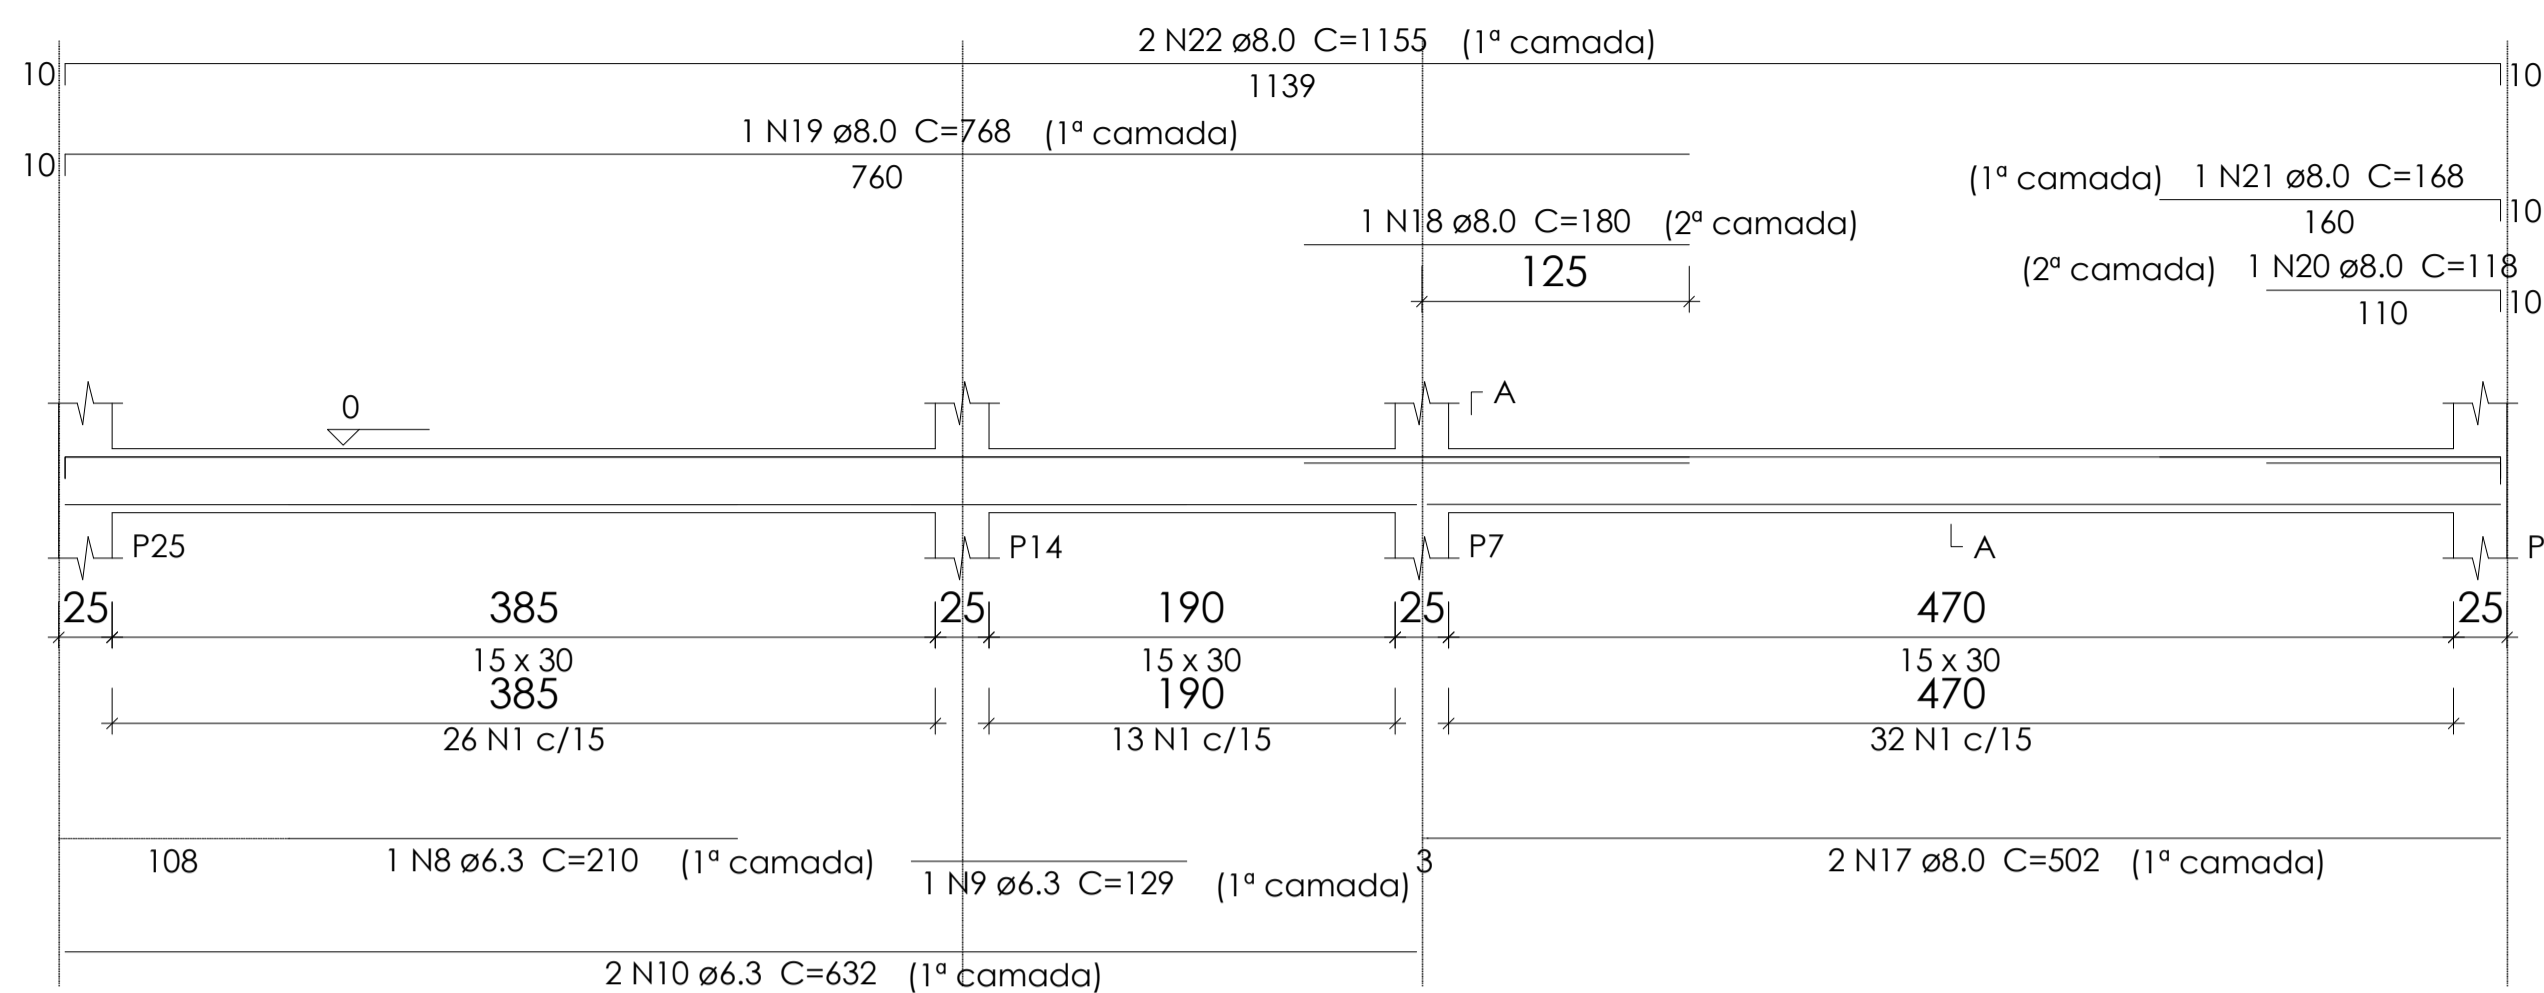 2 N22 ø8.0 C=1155 (1ª camada)
10 10
1139
1 N19 ø8.0 C=768 (1ª camada)
10
760
(1ª camada) 1 N21 ø8.0 C=168
10
160
1 N18 ø8.0 C=180 (2ª camada)
125
(2ª camada) 1 N20 ø8.0 C=118
10
110
A
0
P25 P14 P7 A P
25 385 25 190 25 470 25
15 x 30 15 x 30 15 x 30
385 190 470
26 N1 c/15 13 N1 c/15 32 N1 c/15
108 1 N8 ø6.3 C=210 (1ª camada) 3 2 N17 ø8.0 C=502 (1ª camada)
1 N9 ø6.3 C=129 (1ª camada)
2 N10 ø6.3 C=632 (1ª camada)